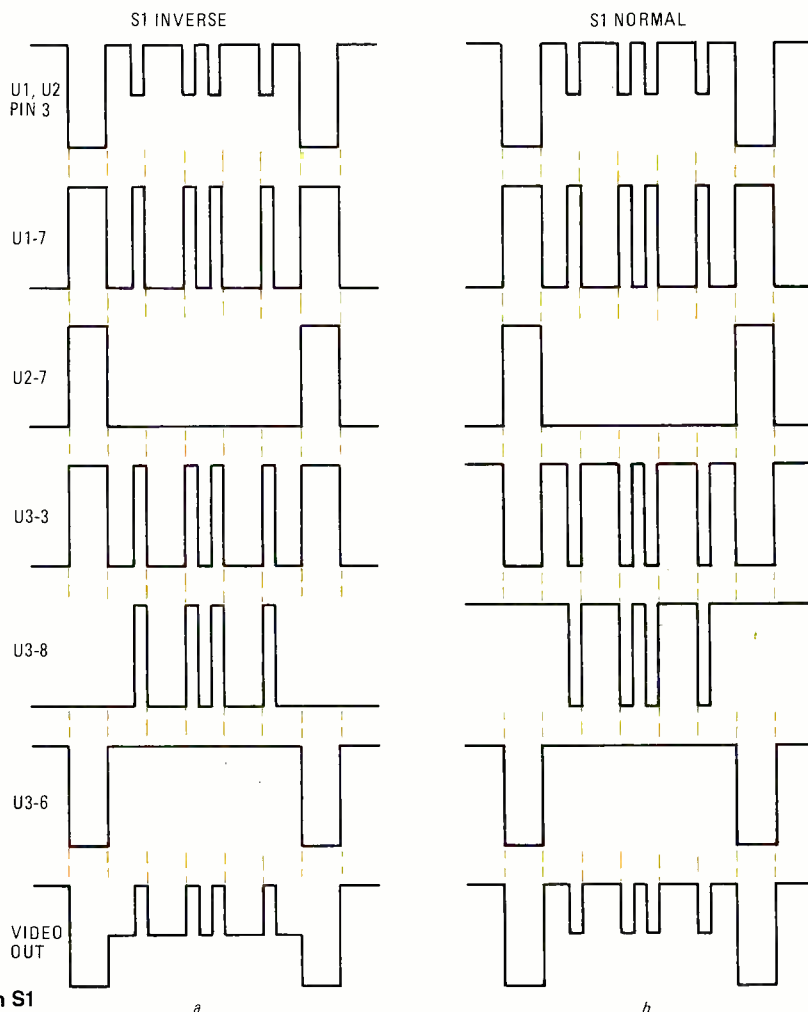 S1 INVERSE
S1 NORMAL
U1, U2
PIN 3
U1-7
U2-7
U3-3
U3-8
U3-6
VIDEO
OUT
n S1
a
b